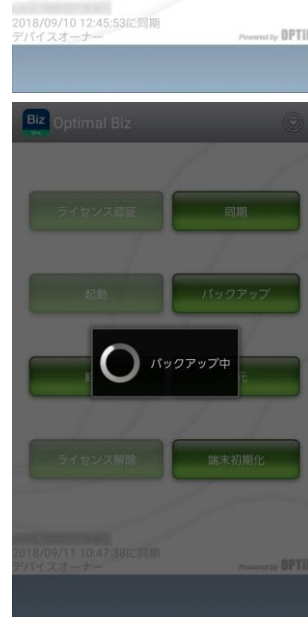 2018/09/10 12:45:53に同期
デバイスオーナー
Powered by OPTiM
Biz Optimal Biz
ライセンス認証
同期
起動
バックアップ
バックアップ中
元
ライセンス解除
端末初期化
2018/09/11 10:47:38に同期
デバイスオーナー
Powered by OPTiM